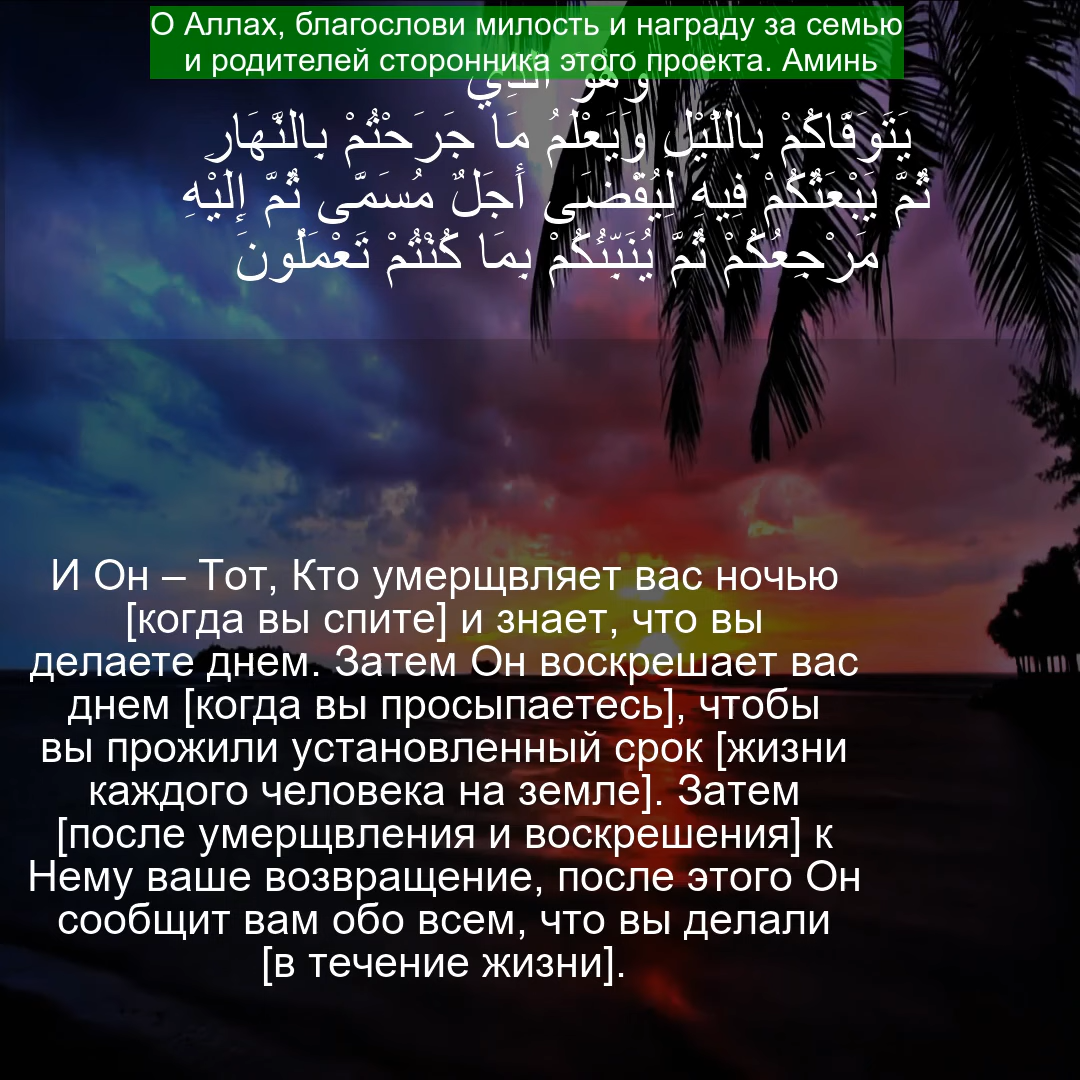 О Аллах, благослови милость и награду за семью
и родителей сторонника этого проекта. Аминь
وَهُوَ الَّذِي
يَتَوَفَّاكُمْ بِاللَّيْلِ وَيَعْلَمُ مَا جَرَحْتُمْ بِالنَّهَارِ
ثُمَّ يَبْعَثُكُمْ فِيهِ لِيُقْضَى أَجَلٌ مُسَمًّى ثُمَّ إِلَيْهِ
مَرْجِعُكُمْ ثُمَّ يُنَبِّئُكُمْ بِمَا كُنْتُمْ تَعْمَلُونَ
И Он – Тот, Кто умерщвляет вас ночью
[когда вы спите] и знает, что вы
делаете днем. Затем Он воскрешает вас
днем [когда вы просыпаетесь], чтобы
вы прожили установленный срок [жизни
каждого человека на земле]. Затем
[после умерщвления и воскрешения] к
Нему ваше возвращение, после этого Он
сообщит вам обо всем, что вы делали
[в течение жизни].